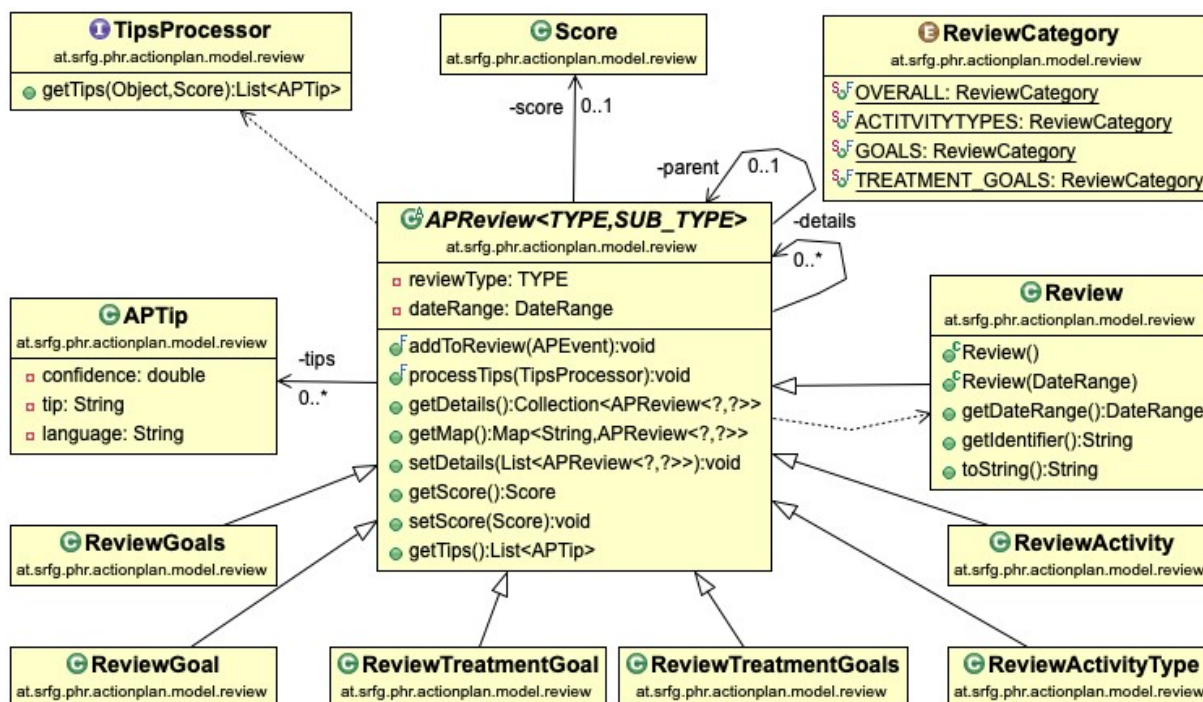 TipsProcessor
at.srfg.phr.actionplan.model.review
getTips(Object,Score):List<APTip>
Score
at.srfg.phr.actionplan.model.review
ReviewCategory
at.srfg.phr.actionplan.model.review
OVERALL: ReviewCategory
ACTITVITYTYPES: ReviewCategory
GOALS: ReviewCategory
TREATMENT_GOALS: ReviewCategory
-score
0..1
-parent
0..1
-details
0..*
APReview<TYPE,SUB_TYPE>
at.srfg.phr.actionplan.model.review
reviewType: TYPE
dateRange: DateRange
addToReview(APEvent):void
processTips(TipsProcessor):void
getDetails():Collection<APReview<?,?>>
getMap():Map<String,APReview<?,?>>
setDetails(List<APReview<?,?>>):void
getScore():Score
setScore(Score):void
getTips():List<APTip>
APTip
at.srfg.phr.actionplan.model.review
confidence: double
tip: String
language: String
-tips
0..*
Review
at.srfg.phr.actionplan.model.review
Review()
Review(DateRange)
getDateRange():DateRange
getIdentifier():String
toString():String
ReviewGoals
at.srfg.phr.actionplan.model.review
ReviewActivity
at.srfg.phr.actionplan.model.review
ReviewGoal
at.srfg.phr.actionplan.model.review
ReviewTreatmentGoal
at.srfg.phr.actionplan.model.review
ReviewTreatmentGoals
at.srfg.phr.actionplan.model.review
ReviewActivityType
at.srfg.phr.actionplan.model.review